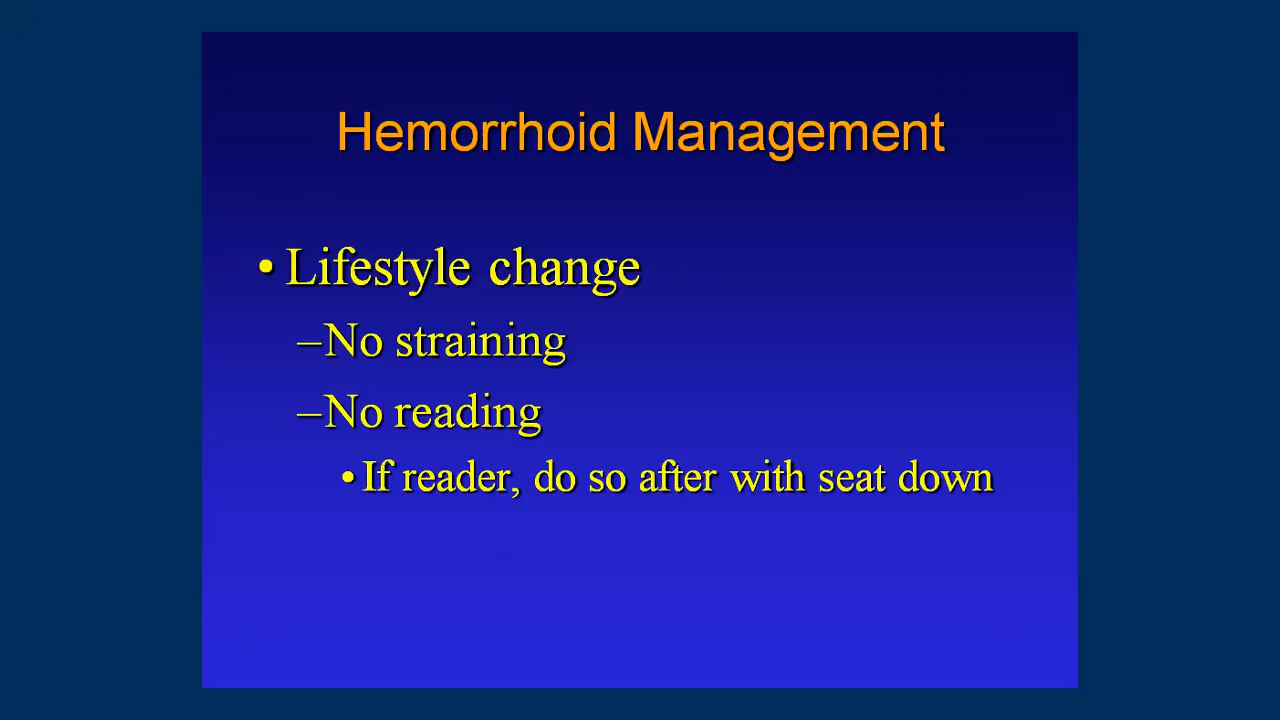 Hemorrhoid Management
• Lifestyle change
–No straining
–No reading
• If reader, do so after with seat down